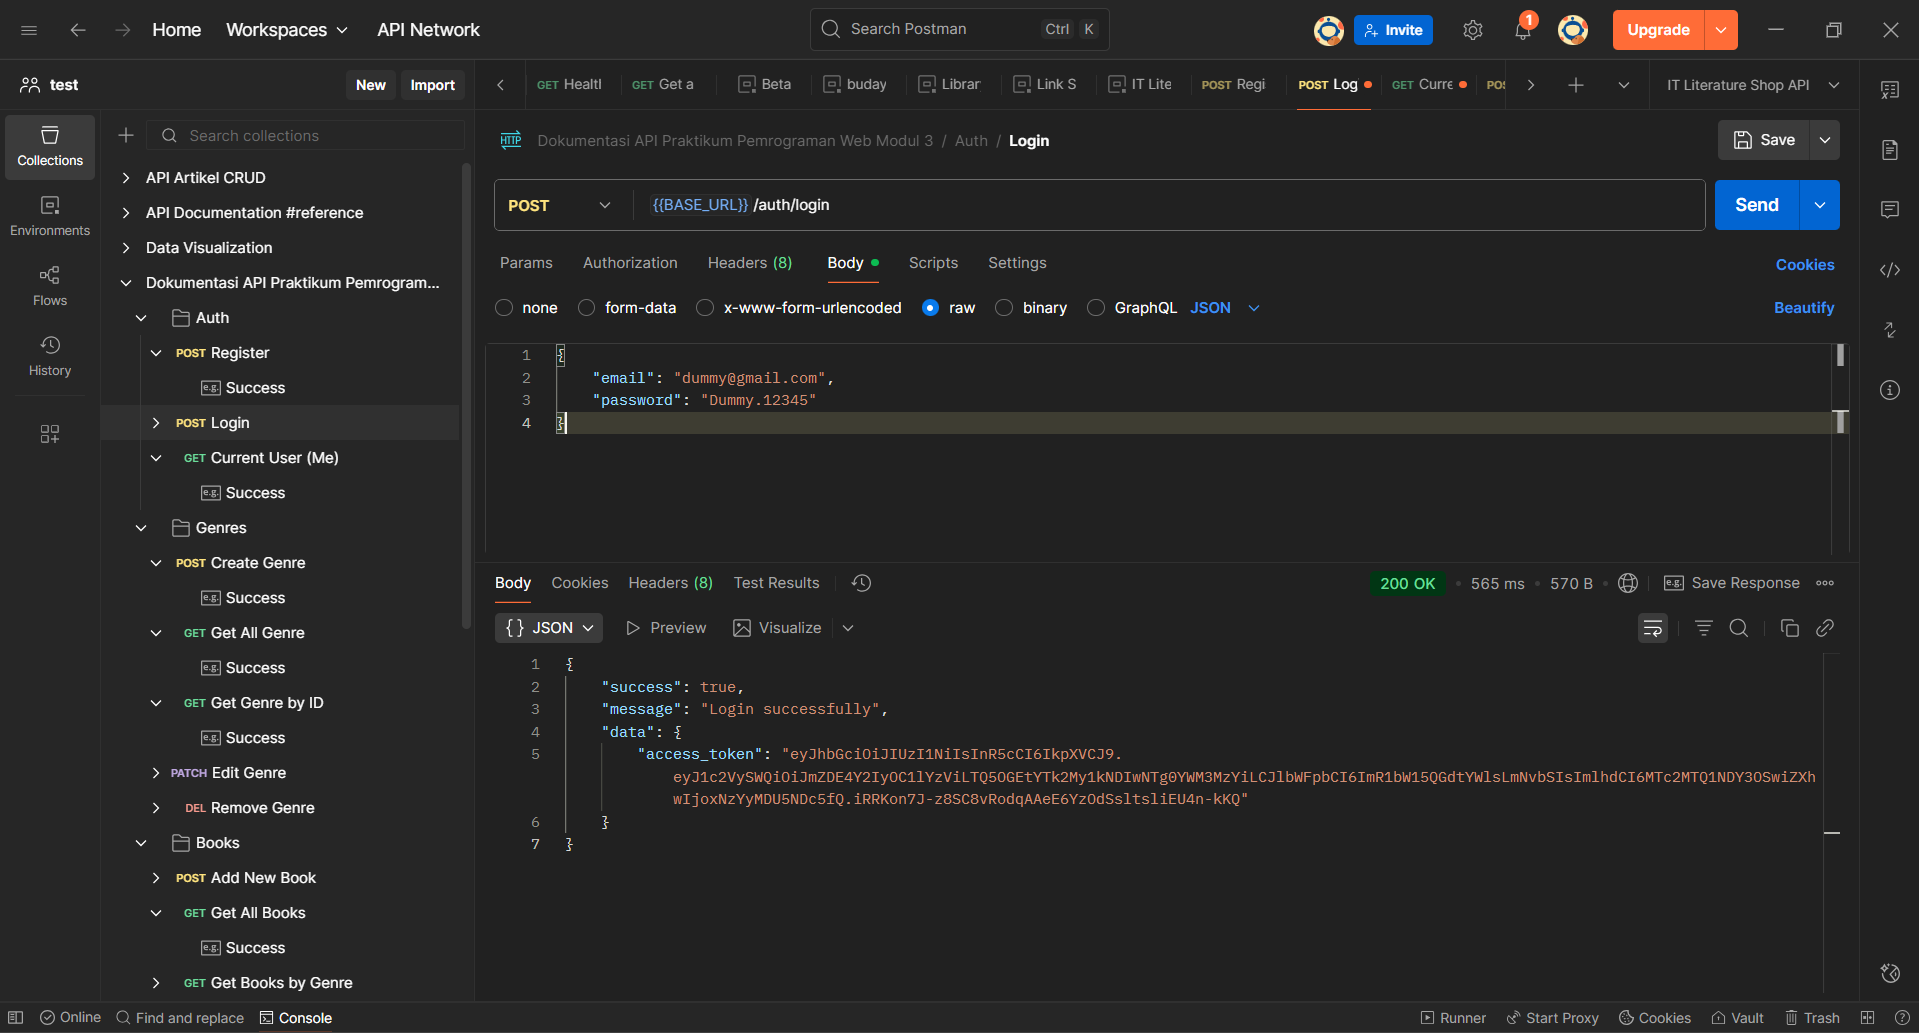 Home Workspaces API Network Search Postman Ctrl K Invite 1 Upgrade
test New Import GET Healtl GET Get a Beta buday Librar Link S IT Lite POST Regi POST Log GET Curre POS IT Literature Shop API
Search collections
Collections
Environments
Flows
History
API Artikel CRUD
API Documentation #reference
Data Visualization
Dokumentasi API Praktikum Pemrogram...
Auth
POST Register
e.g. Success
POST Login
GET Current User (Me)
e.g. Success
Genres
POST Create Genre
e.g. Success
GET Get All Genre
e.g. Success
GET Get Genre by ID
e.g. Success
PATCH Edit Genre
DEL Remove Genre
Books
POST Add New Book
GET Get All Books
e.g. Success
GET Get Books by Genre
HTTP Dokumentasi API Praktikum Pemrograman Web Modul 3 / Auth / Login Save
POST {{BASE_URL}} /auth/login Send
Params Authorization Headers (8) Body Scripts Settings Cookies
none form-data x-www-form-urlencoded raw binary GraphQL JSON Beautify
1 {
2 "email": "dummy@gmail.com",
3 "password": "Dummy.12345"
4 }
Body Cookies Headers (8) Test Results 200 OK 565 ms 570 B e.g. Save Response
{} JSON Preview Visualize
1 {
2 "success": true,
3 "message": "Login successfully",
4 "data": {
5 "access_token": "eyJhbGciOiJIUzI1NiIsInR5cCI6IkpXVCJ9.
eyJ1c2VySWQiOiJmZDE4Y2IyOC1lYzViLTQ5OGEtYTk2My1kNDIwNTg0YWM3MzYiLCJlbWFpbCI6ImR1bW15QGdtYWlsLmNvbSIsImlhdCI6MTc2MTQ1NDY3OSwiZXh
wIjoxNzYyMDU5NDc5fQ.iRRKon7J-z8SC8vRodqAAeE6YzOdSsltsliEU4n-kKQ"
6 }
7 }
Online Find and replace Console Runner Start Proxy Cookies Vault Trash